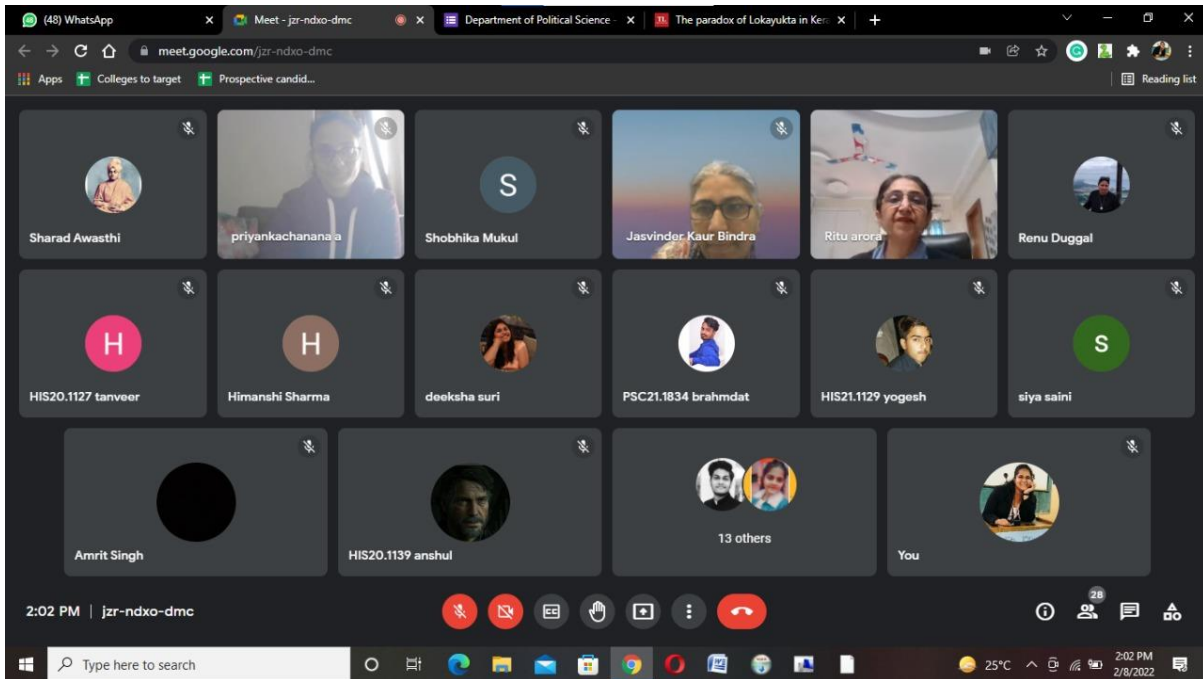 (48) WhatsApp
Meet - jzr-ndxo-dmc
Department of Political Science -
The paradox of Lokayukta in Kera
meet.google.com/jzr-ndxo-dmc
Apps Colleges to target Prospective candid... Reading list
Sharad Awasthi
priyankachanana a
S
Shobhika Mukul
Jasvinder Kaur Bindra
Ritu arora
Renu Duggal
H
HIS20.1127 tanveer
H
Himanshi Sharma
deeksha suri
PSC21.1834 brahmdat
HIS21.1129 yogesh
S
siya saini
Amrit Singh
HIS20.1139 anshul
13 others
You
2:02 PM | jzr-ndxo-dmc
28
Type here to search
25°C
2:02 PM
2/8/2022